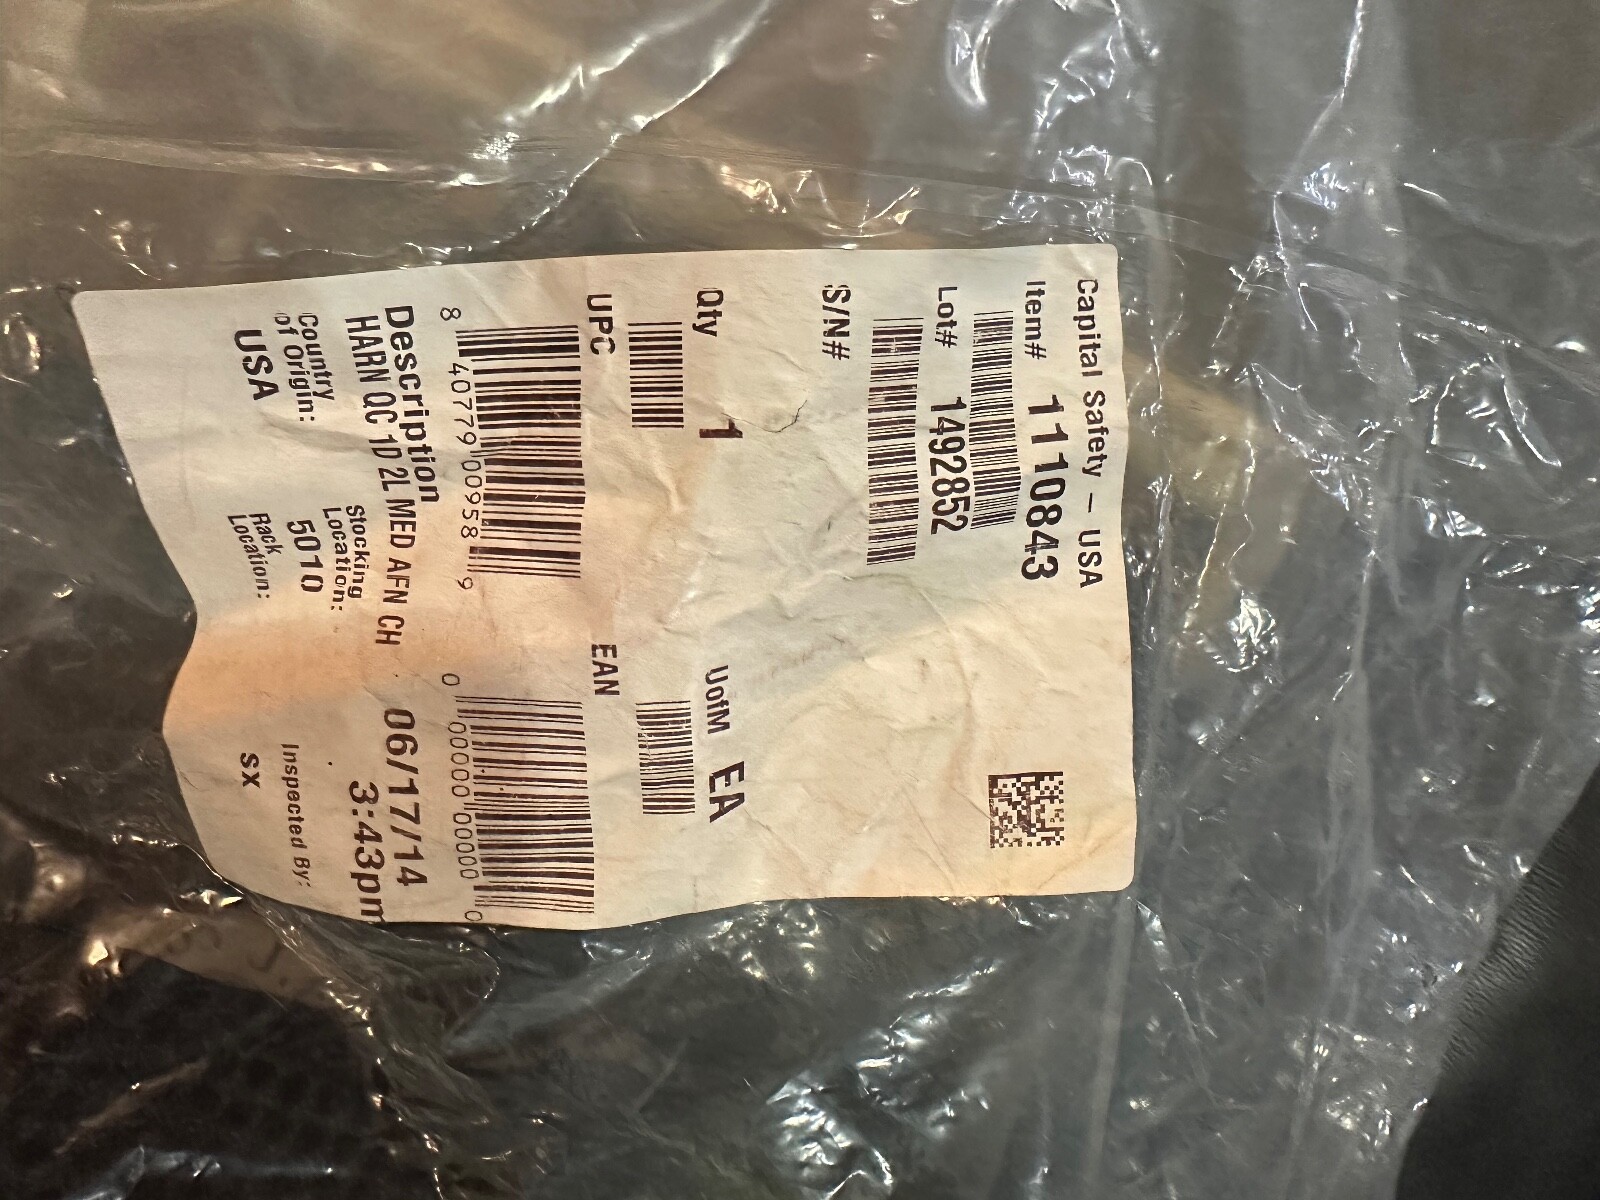 Capital Safety – USA
Item# 1110843
Lot# 1492852
S/N#
Qty 1 UofM EA
UPC EAN
8 40779 00958 9 0 00000 00000 0
Description 06/17/14
HARN QC 1D 2L MED AFN CH 3:43pm
Country of Origin: USA
Stocking Location: 5010
Rack Location:
Inspected By:
SX